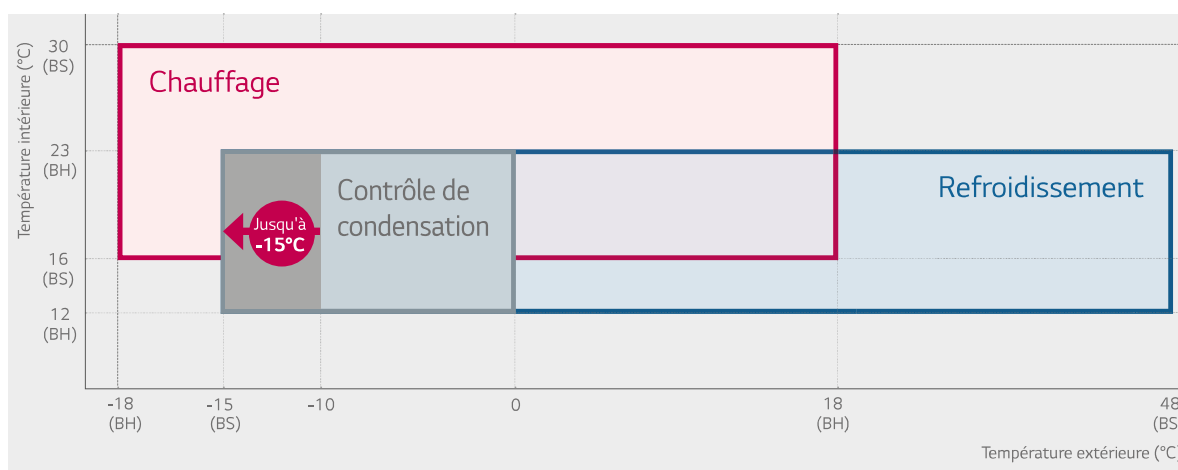 Température intérieure (°C)
30
(BS)
23
(BH)
16
(BS)
12
(BH)
Chauffage
Contrôle de
condensation
Refroidissement
Jusqu'à
-15°C
-18
(BH)
-15
(BS)
-10
0
18
(BH)
48
(BS
Température extérieure (°C)